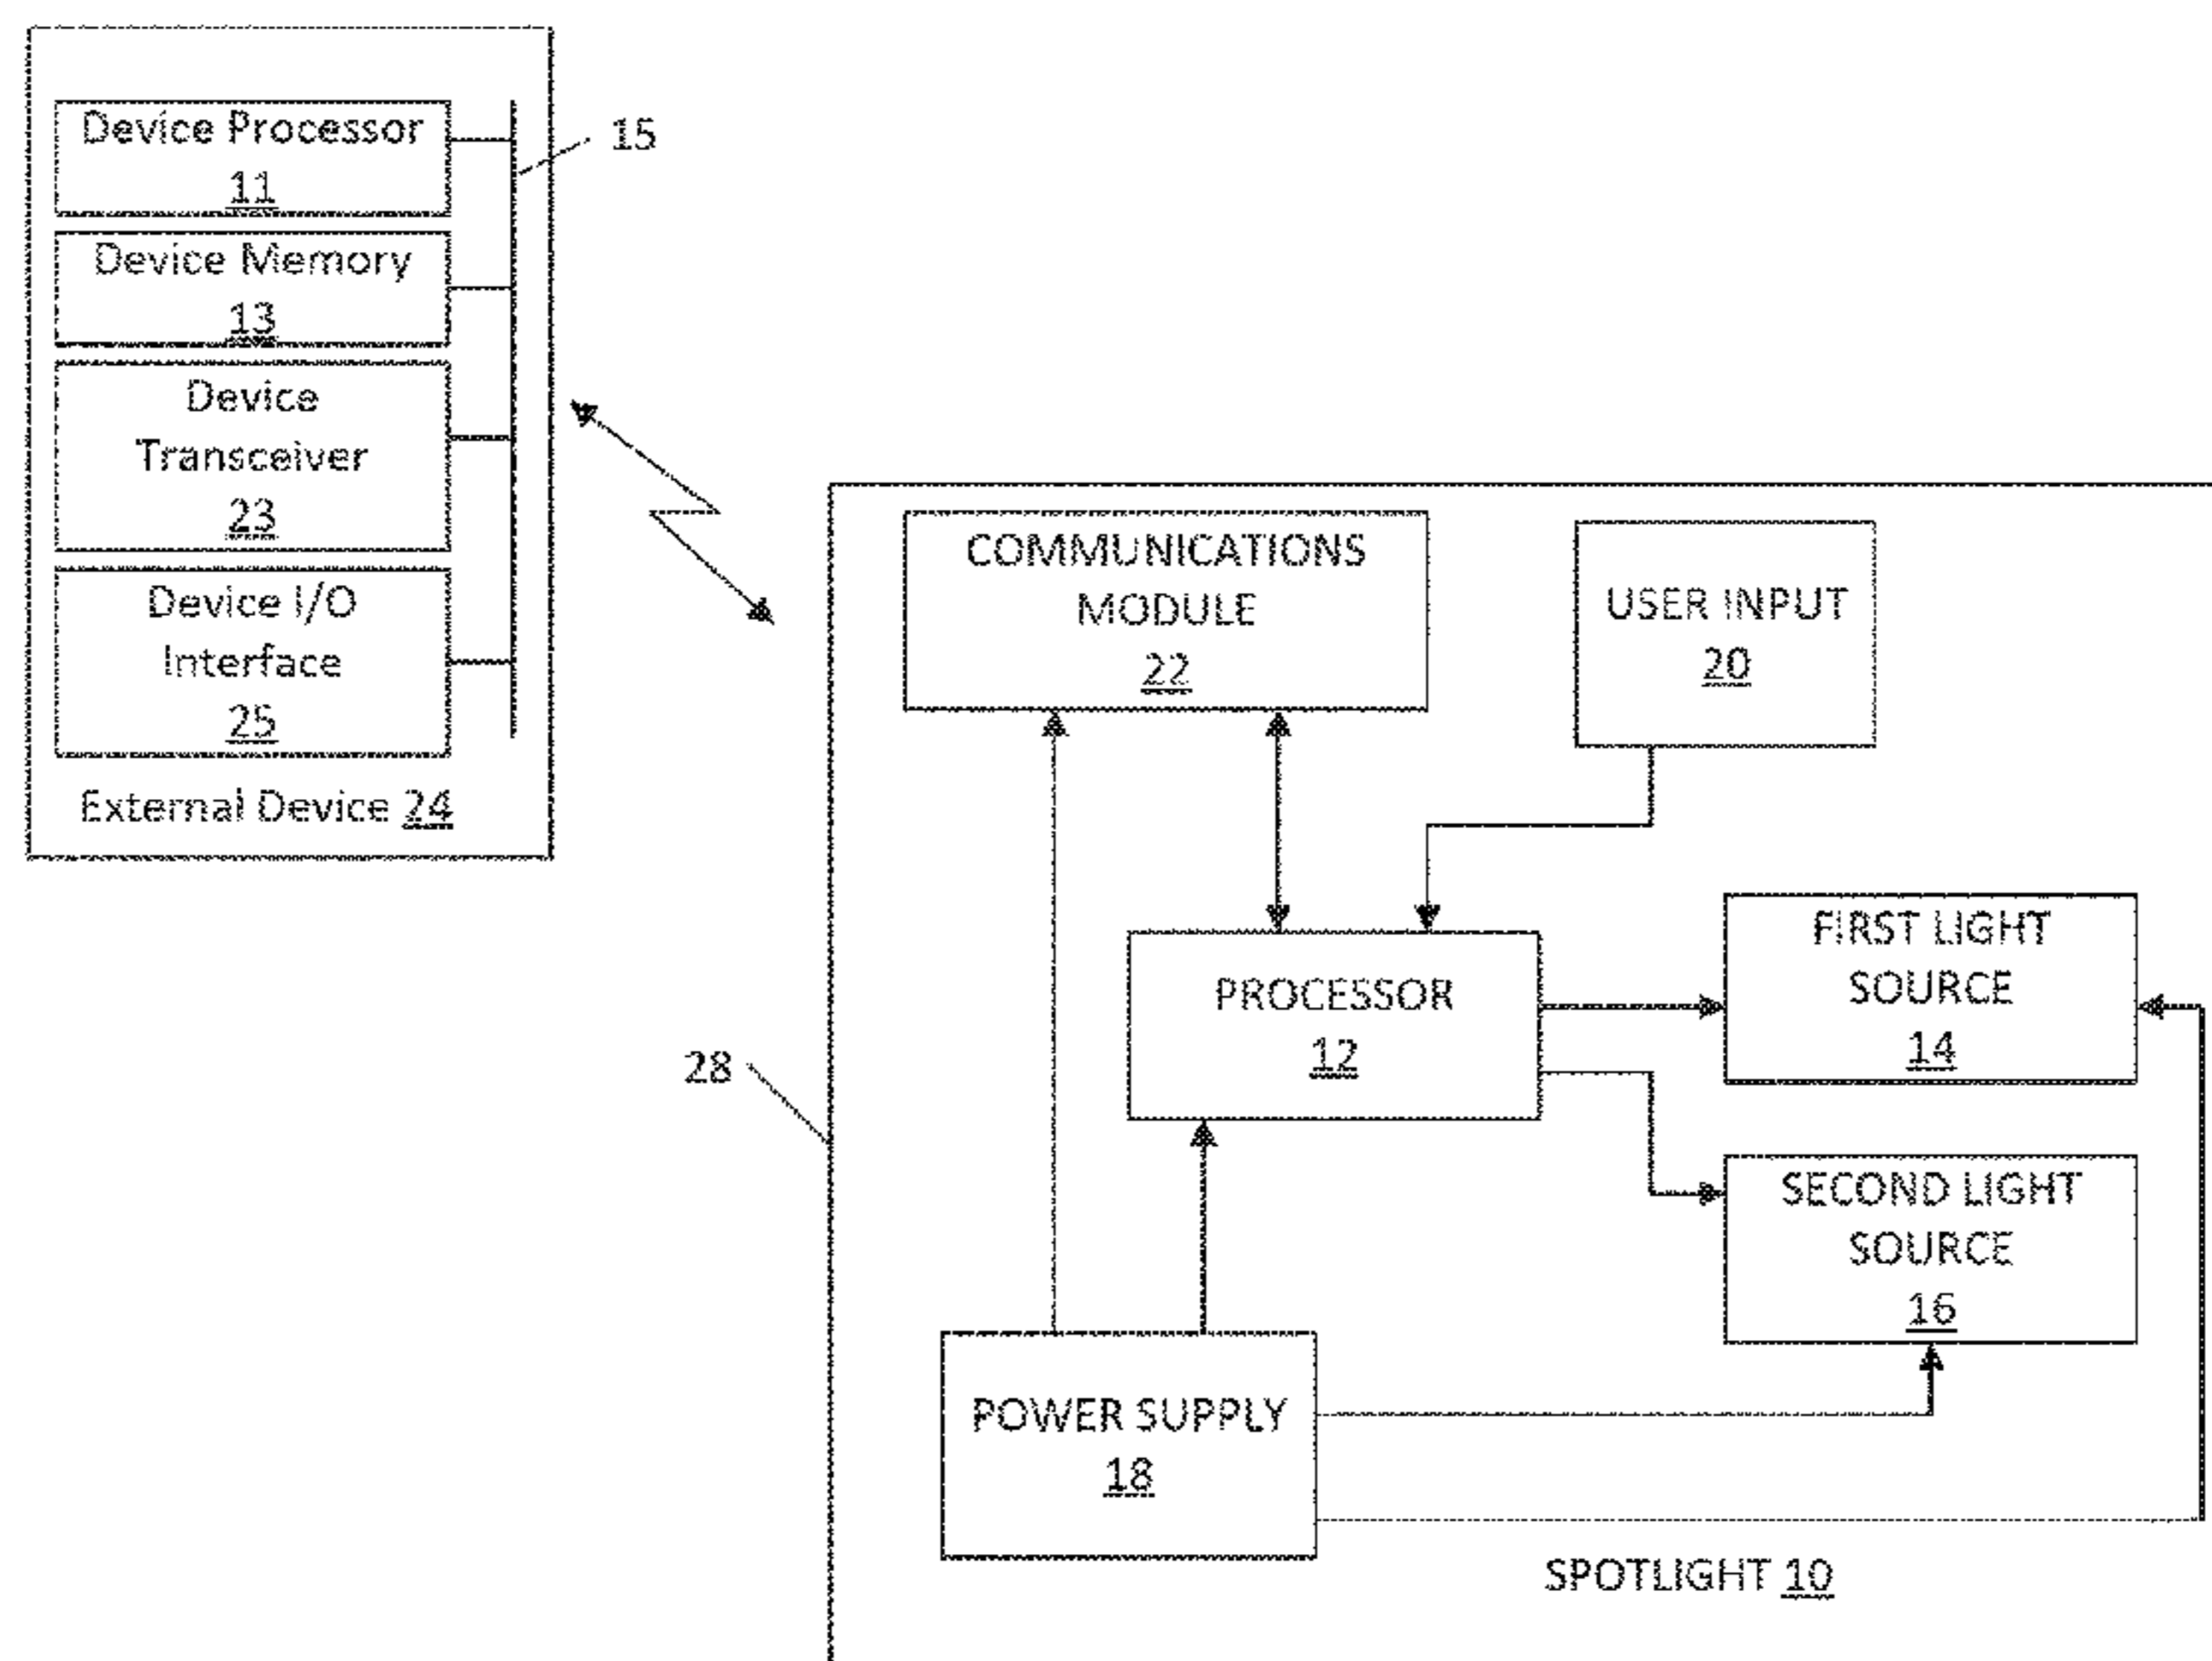 Device Processor
11
15
Device Memory
13
Device
Transceiver
23
Device I/O
Interface
25
External Device 24
COMMUNICATIONS
MODULE
22
USER INPUT
20
PROCESSOR
12
FIRST LIGHT
SOURCE
14
28
SECOND LIGHT
SOURCE
16
POWER SUPPLY
18
SPOTLIGHT 10